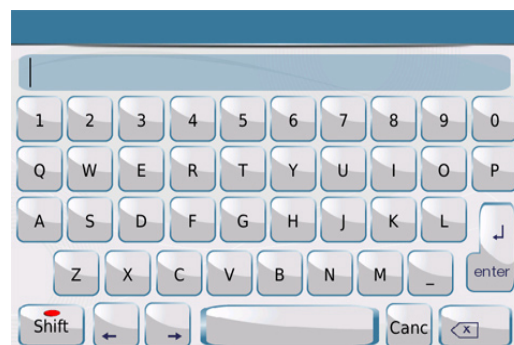 1 2 3 4 5 6 7 8 9 0
Q W E R T Y U I O P
A S D F G H J K L
enter
Z X C V B N M _
Shift ← → Canc X